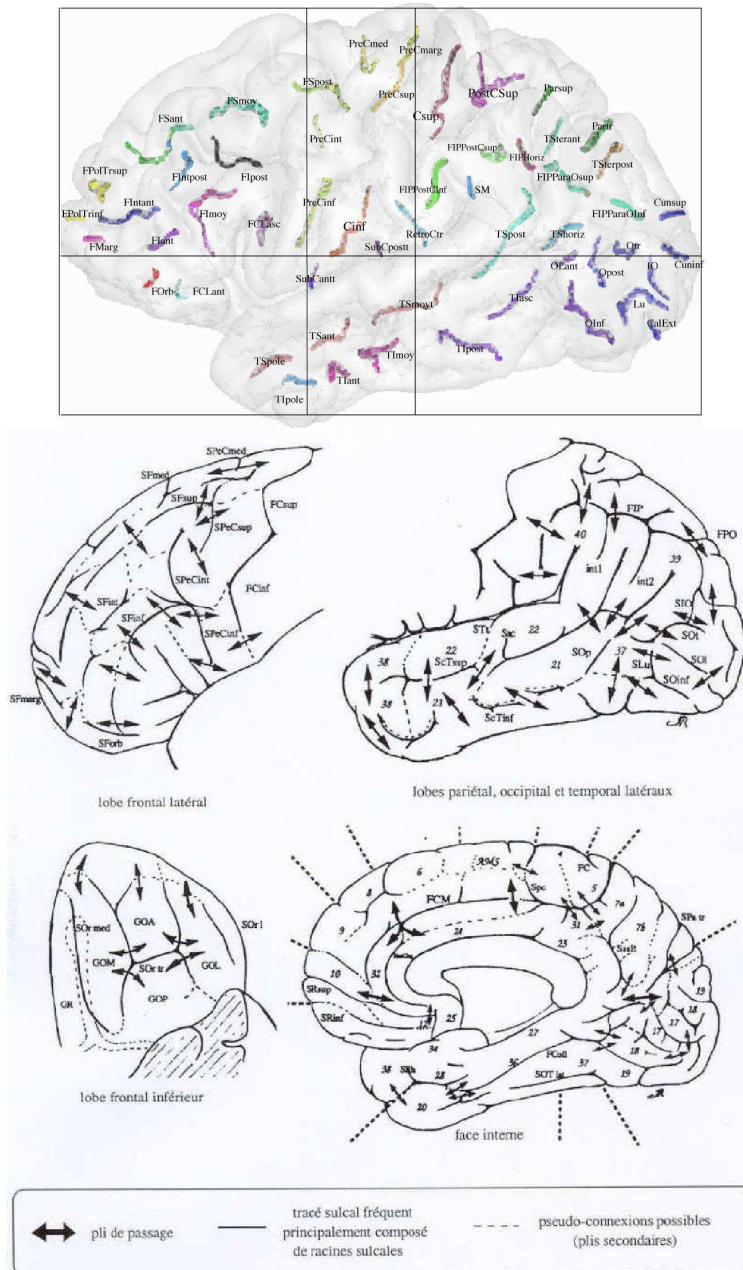 PreCmed
PreCmarg
FSpost
PreCsup
PostCSup
Parsup
FSmoy
Csup
FSant
PreCint
TSterant
Partr
FIPPostCsup
FIPHoriz
FIntpost
FIpost
FIPParaOsup
TSterpost
FPolTrsup
FIPPostCInf
SM
FIntant
PreCinf
FIPParaOInf
Cunsup
FPolTrinf
FImoy
FCLasc
Cinf
RetroCtr
TSpost
TShoriz
FMarg
FIant
SubCpostt
Otr
Cuninf
OLant
Opost
IO
FOrb
FCLant
SubCantt
TIasc
Lu
TSmoyt
OInf
CalExt
TSant
TSpole
TImoy
TIpost
TIpole
TIant
SPeCmed
SFmed
SFsup
FCsup
SPeCsup
SPeCint
SFint
SFinf
FCinf
SPeCinf
SFmarg
SForb
lobe frontal latéral
FIP
FPO
40
39
int1
int2
STs
Sac
22
SIO
SOt
22
ScTsup
SOp
37
SOl
38
21
SLu
SOinf
38
21
ScTinf
lobes pariétal, occipital et temporal latéraux
SOr med
GOA
SOr l
GOM
SOr tr
GOL
GR
GOP
lobe frontal inférieur
AMS
6
FC
Spc
8
5
FCM
7a
SPa tr
9
24
31
7b
23
SssP
10
32
19
SRsup
18
SRinf
25
17
17
27
18
34
FColl
36
38
SRh
28
37
19
SOT lat
20
face interne
pli de passage
tracé sulcal fréquent
principalement composé
de racines sulcales
pseudo-connexions possibles
(plis secondaires)